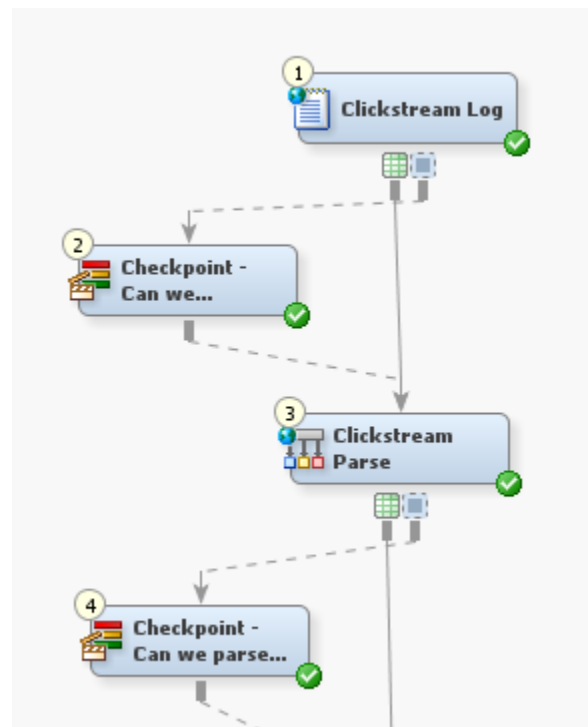 1
Clickstream Log
2
Checkpoint -
Can we...
3
Clickstream
Parse
4
Checkpoint -
Can we parse...